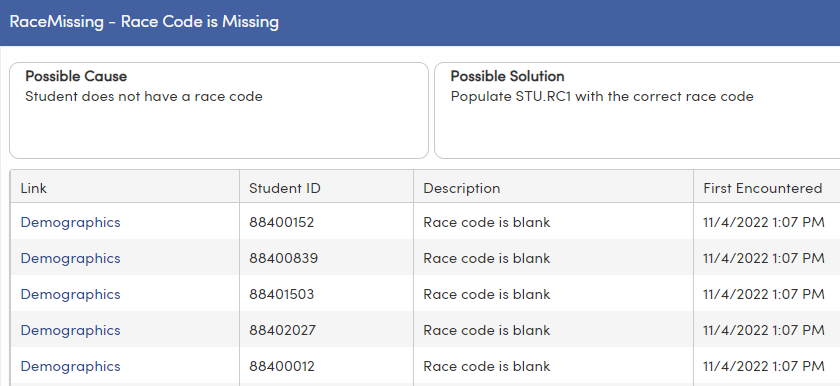 RaceMissing - Race Code is Missing
Possible Cause
Student does not have a race code
Possible Solution
Populate STU.RC1 with the correct race code
Link Student ID Description First Encountered
Demographics 88400152 Race code is blank 11/4/2022 1:07 PM
Demographics 88400839 Race code is blank 11/4/2022 1:07 PM
Demographics 88401503 Race code is blank 11/4/2022 1:07 PM
Demographics 88402027 Race code is blank 11/4/2022 1:07 PM
Demographics 88400012 Race code is blank 11/4/2022 1:07 PM